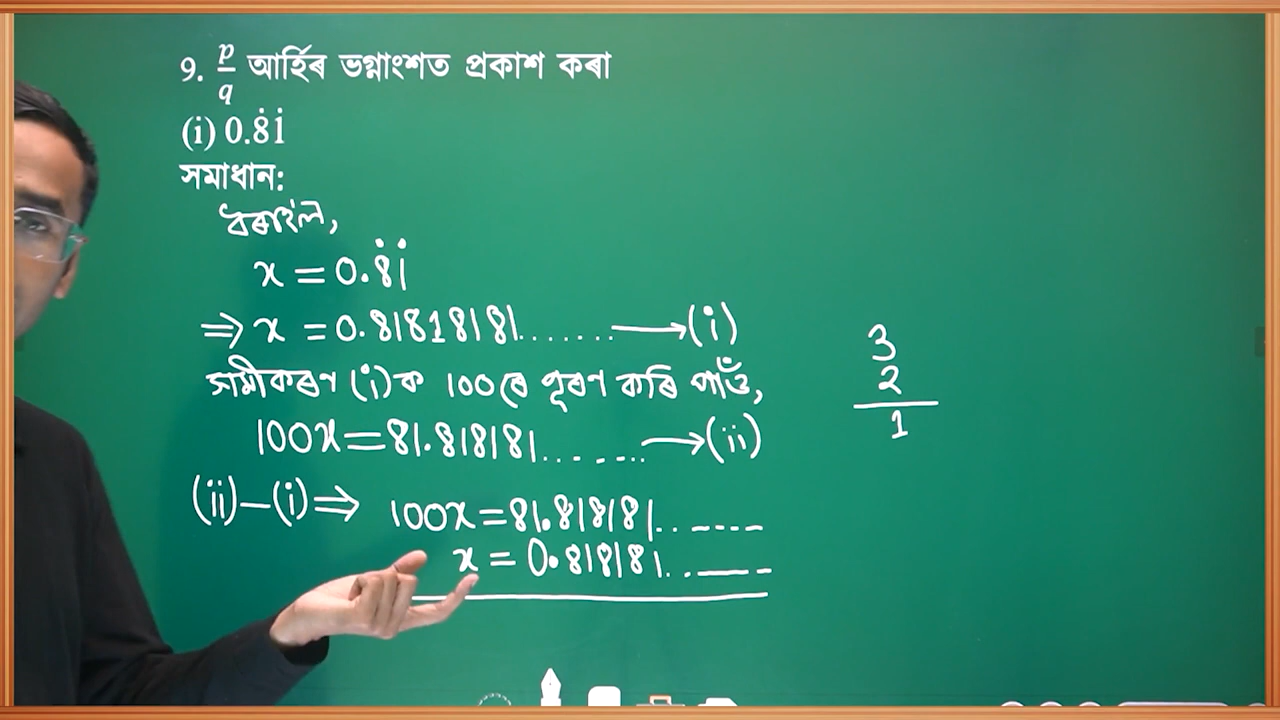 9. p/q আৰ্হিৰ ভগ্নাংশত প্ৰকাশ কৰা
(i) 0.8̇1̇
সমাধান:
ধৰাহ'ল,
x = 0.8̇1̇
⇒ x = 0.81818181....... ⟶(i)
সমীকৰণ (i)ক 100ৰে পূৰণ কৰি পাওঁ,
100x=81.818181....... ⟶(ii)
(ii)-(i)⇒ 100x=81.818181..----
x = 0.818181..---
3
2
1